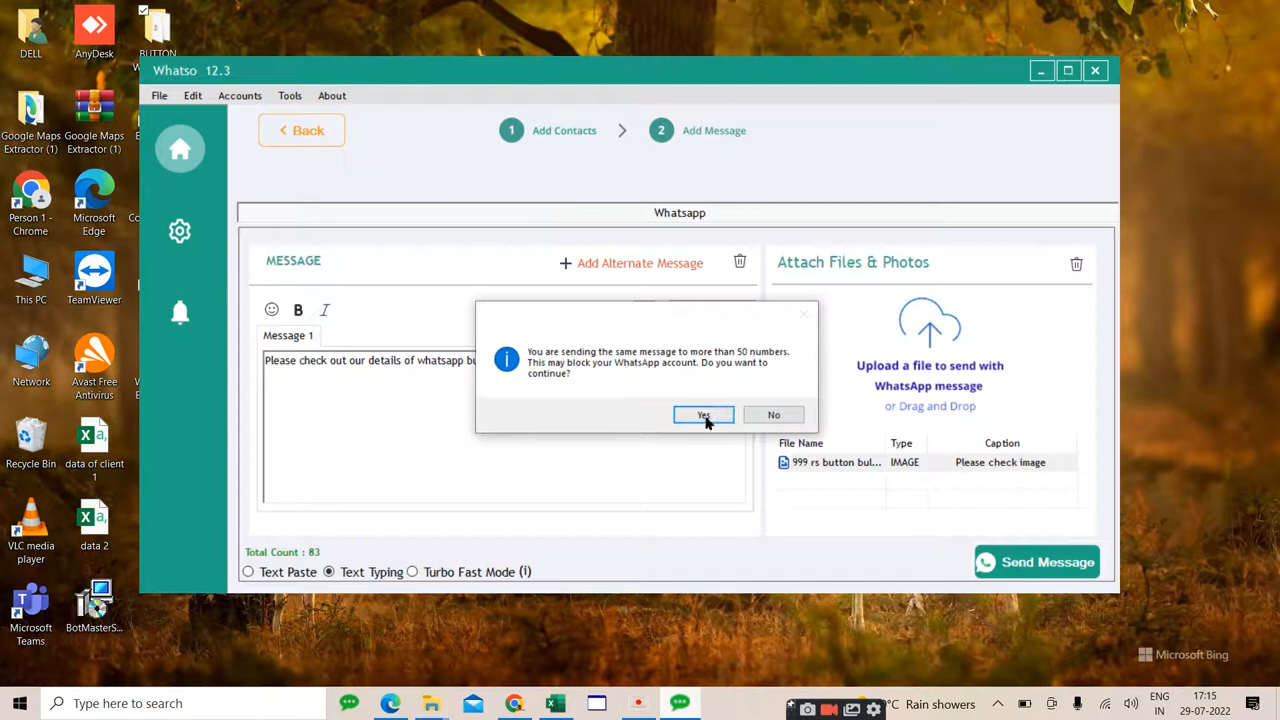 DELL
AnyDesk
BUTTON
Google Maps
Extractor (1)
Google Maps
Extractor (1)
Person 1 -
Chrome
Microsoft
Edge
This PC
TeamViewer
Network
Avast Free
Antivirus
Recycle Bin
data of client
1
VLC media
player
data 2
Microsoft
Teams
BotMasterS...
Whatso 12.3
File Edit Accounts Tools About
< Back
1 Add Contacts > 2 Add Message
Whatsapp
MESSAGE
+ Add Alternate Message
B I
Message 1
Please check out our details of whatsapp bu
You are sending the same message to more than 50 numbers.
This may block your WhatsApp account. Do you want to
continue?
Yes No
Attach Files & Photos
Upload a file to send with
WhatsApp message
or Drag and Drop
File Name Type Caption
999 rs button bul... IMAGE Please check image
Total Count : 83
Text Paste Text Typing Turbo Fast Mode (i)
Send Message
Microsoft Bing
Type here to search
°C Rain showers
ENG
IN
17:15
29-07-2022